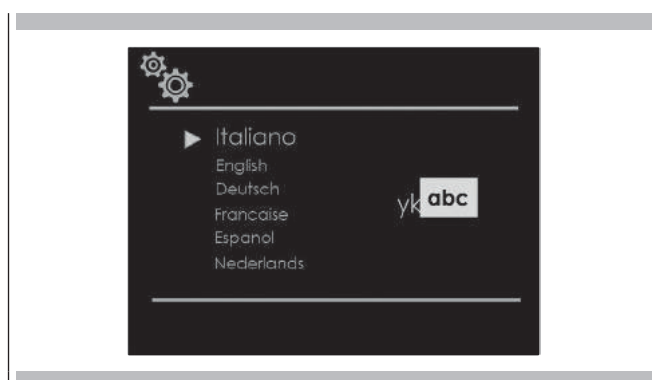 Italiano
English
Deutsch
Francaise
Espanol
Nederlands
yk abc